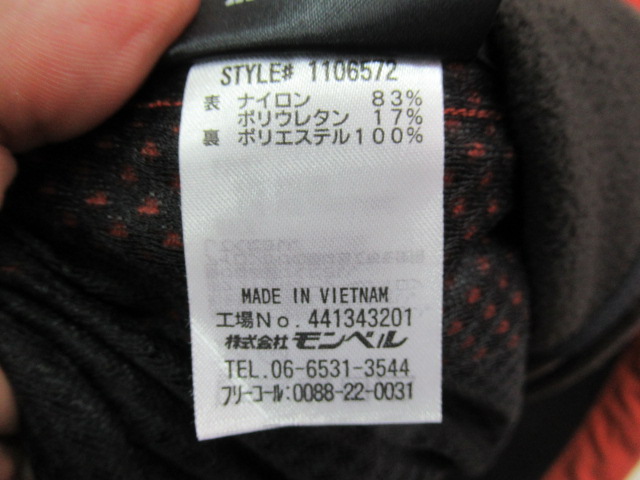 STYLE# 1106572
表 ナイロン 83%
ポリウレタン 17%
裏 ポリエステル100%
MADE IN VIETNAM
工場No. 441343201
株式会社 モンベル
TEL.06-6531-3544
フリーコール:0088-22-0031